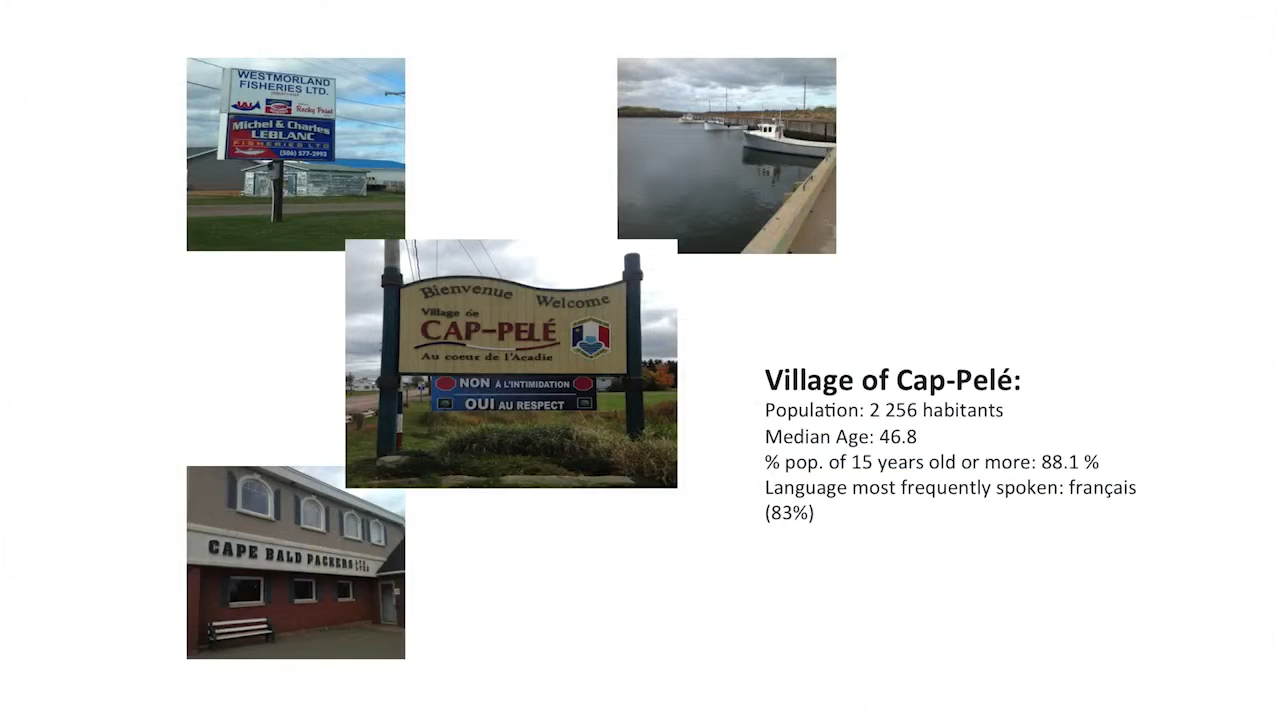 WESTMORLAND
FISHERIES LTD.
Rocky Point
Michel & Charles
LEBLANC
FISHERIES LTD
(506) 577-2993
Bienvenue Welcome
Village de
CAP-PELÉ
Au coeur de l'Acadie
NON À L'INTIMIDATION
OUI AU RESPECT
CAPE BALD PACKERS LTD
LTÉE
Village of Cap-Pelé:
Population: 2 256 habitants
Median Age: 46.8
% pop. of 15 years old or more: 88.1 %
Language most frequently spoken: français
(83%)